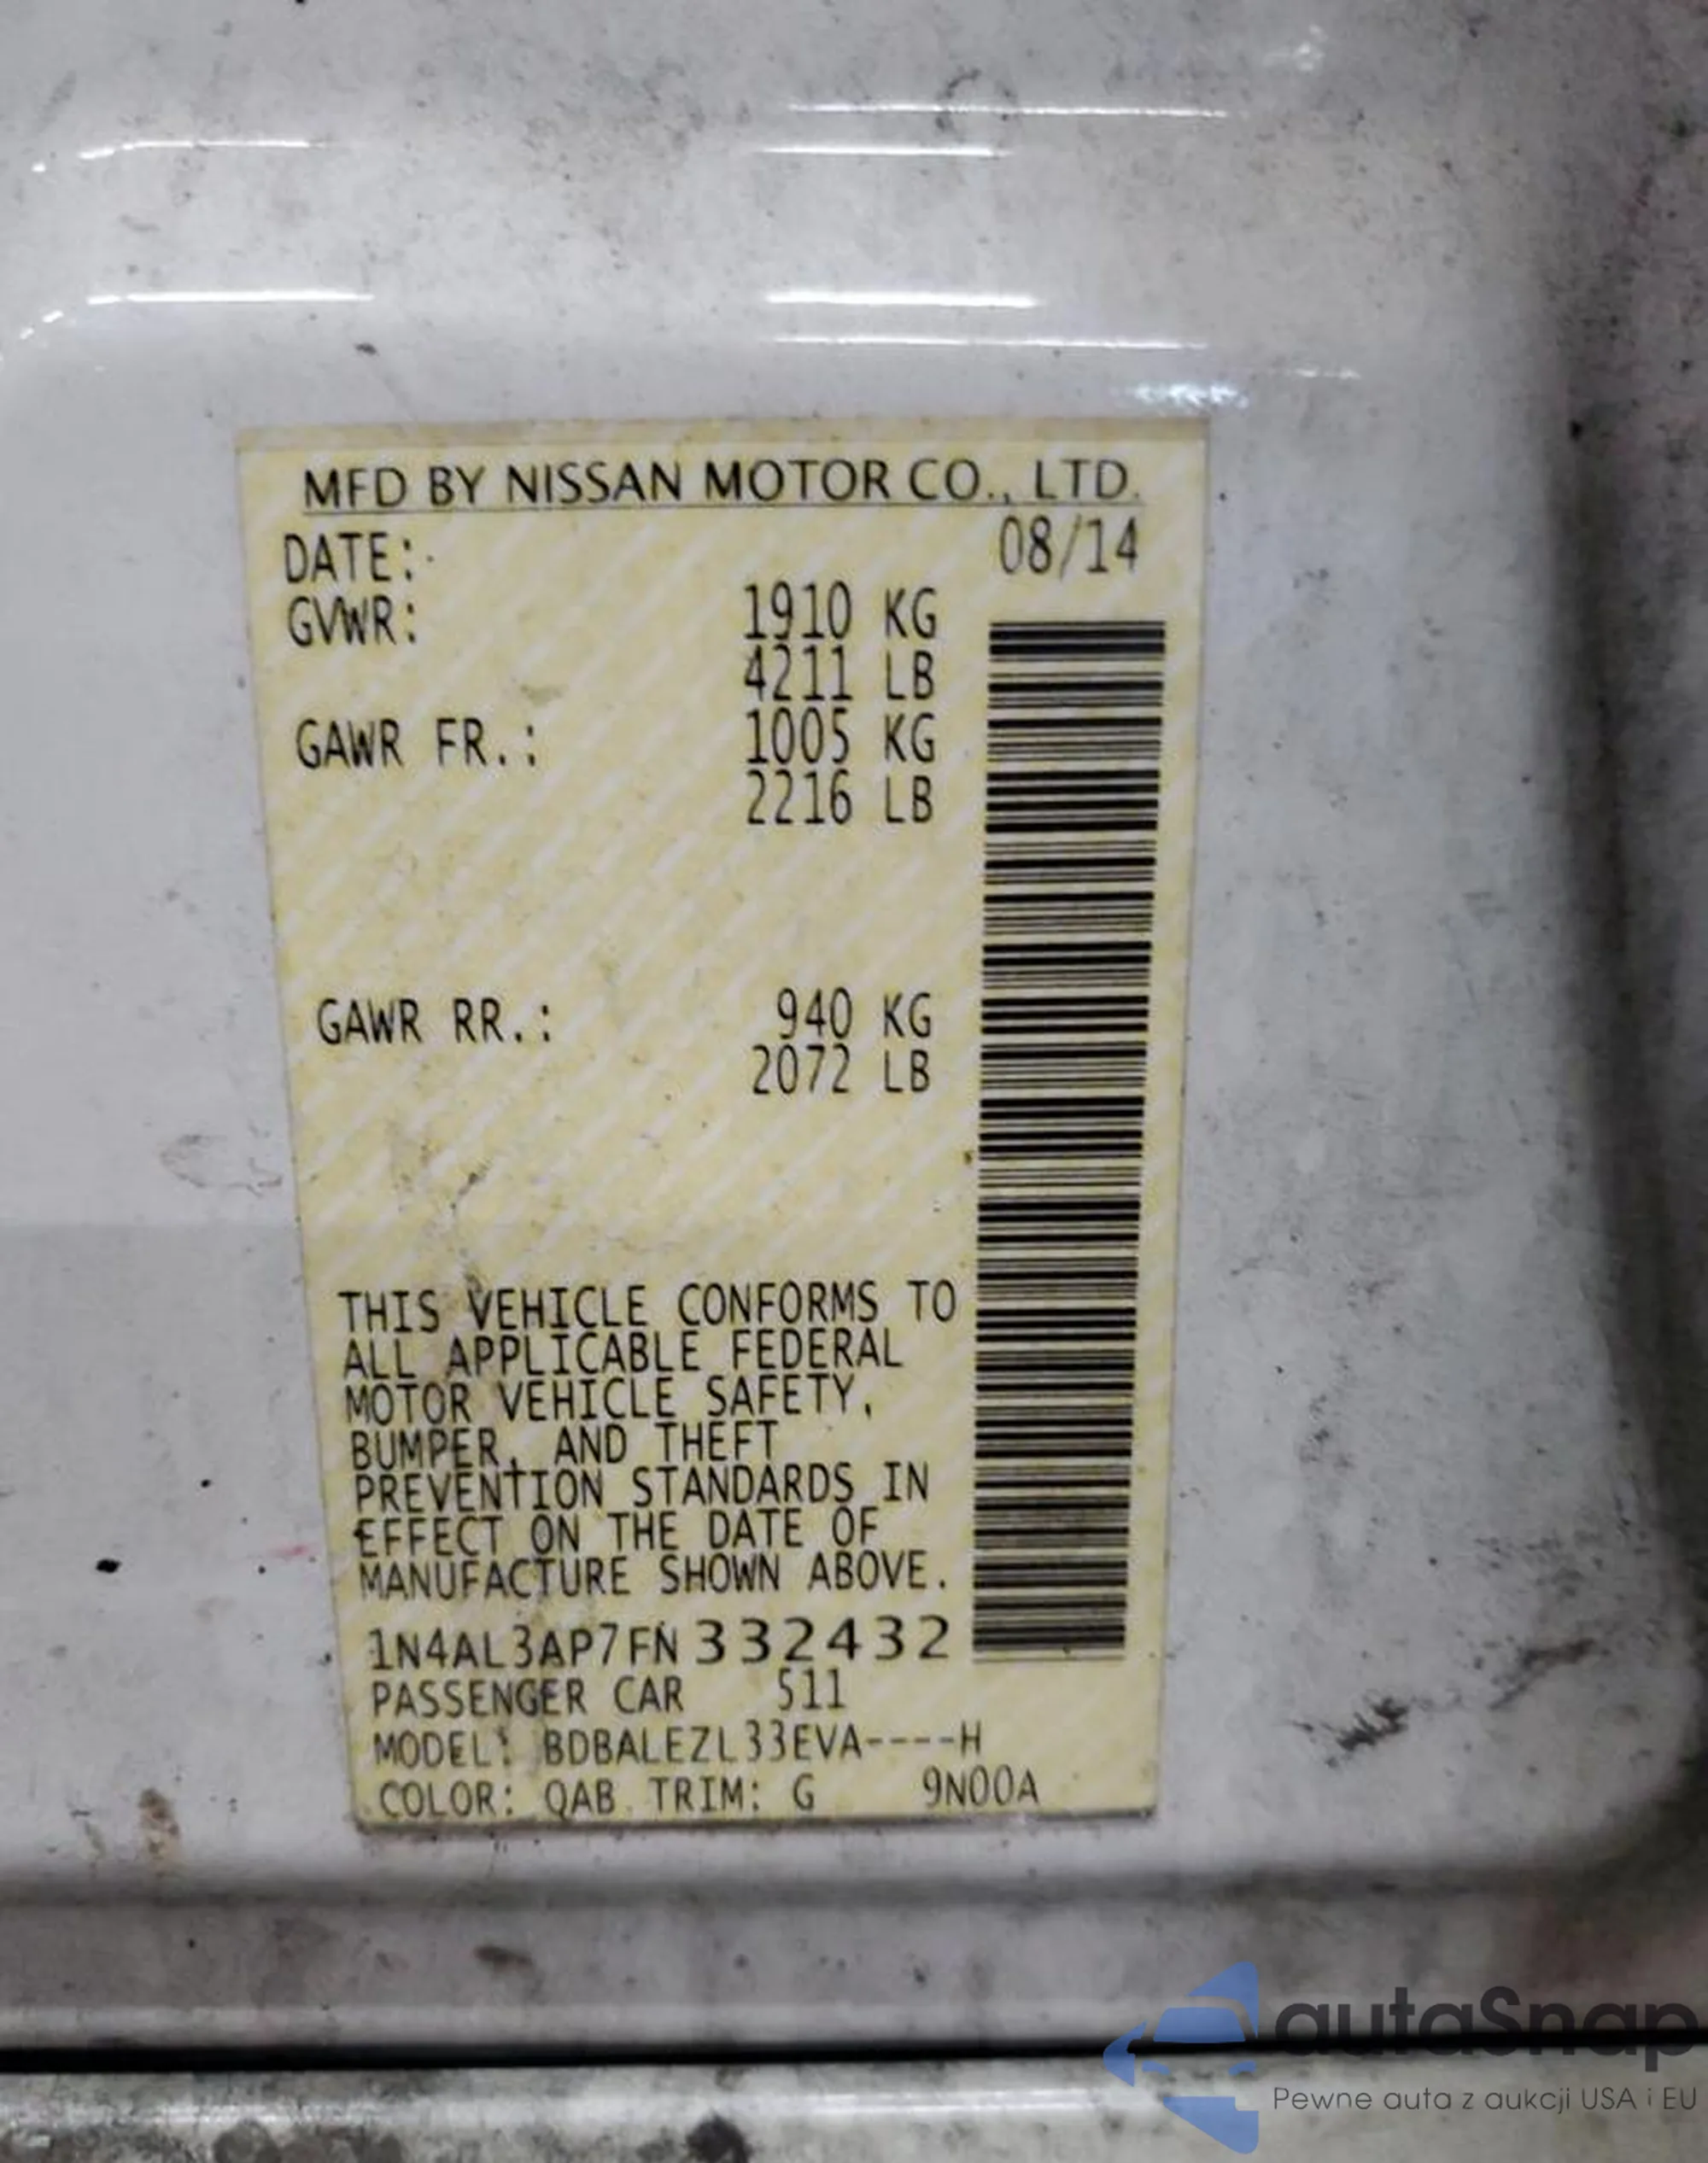 MFD BY NISSAN MOTOR CO., LTD.
DATE: 08/14
GVWR: 1910 KG
4211 LB
GAWR FR.: 1005 KG
2216 LB
GAWR RR.: 940 KG
2072 LB
THIS VEHICLE CONFORMS TO
ALL APPLICABLE FEDERAL
MOTOR VEHICLE SAFETY,
BUMPER, AND THEFT
PREVENTION STANDARDS IN
EFFECT ON THE DATE OF
MANUFACTURE SHOWN ABOVE.
1N4AL3AP7FN332432
PASSENGER CAR 511
MODEL: BDBALEZL33EVA----H
COLOR: QAB TRIM: G 9N00A
autaSnap
Pewne auta z aukcji USA i EU